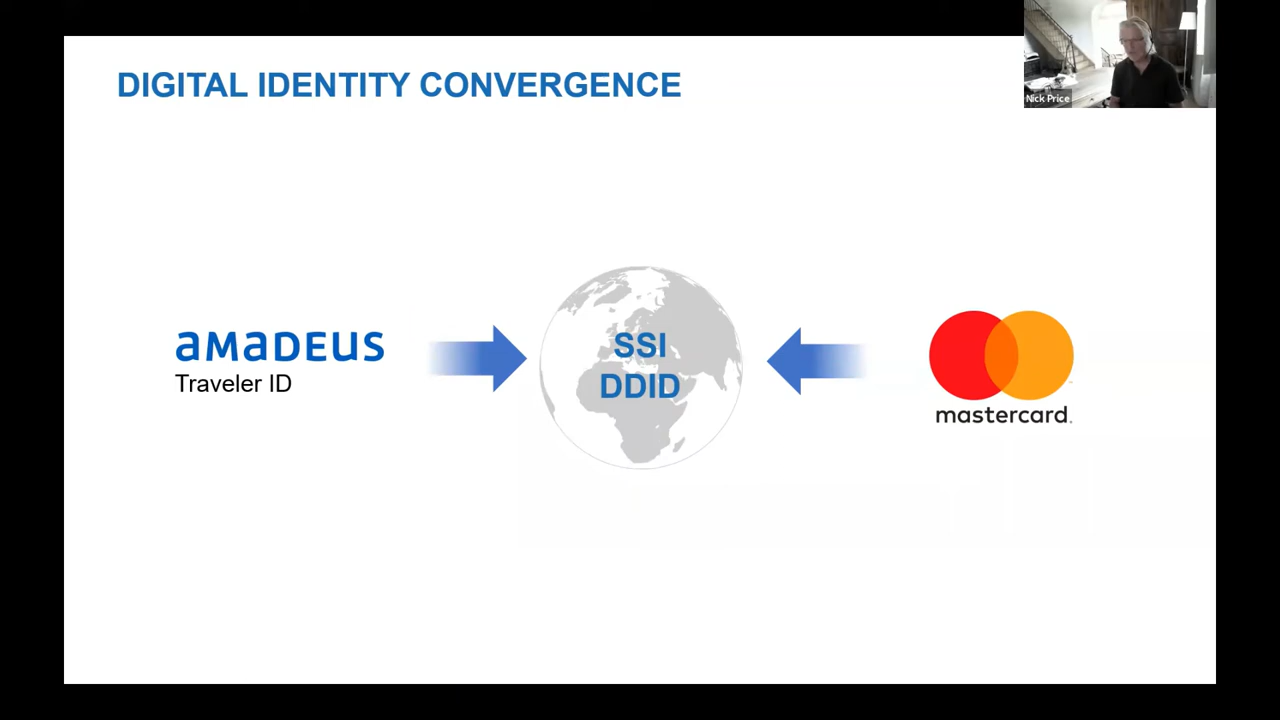 DIGITAL IDENTITY CONVERGENCE
Nick Price
amadeus
Traveler ID
SSI
DDID
mastercard.